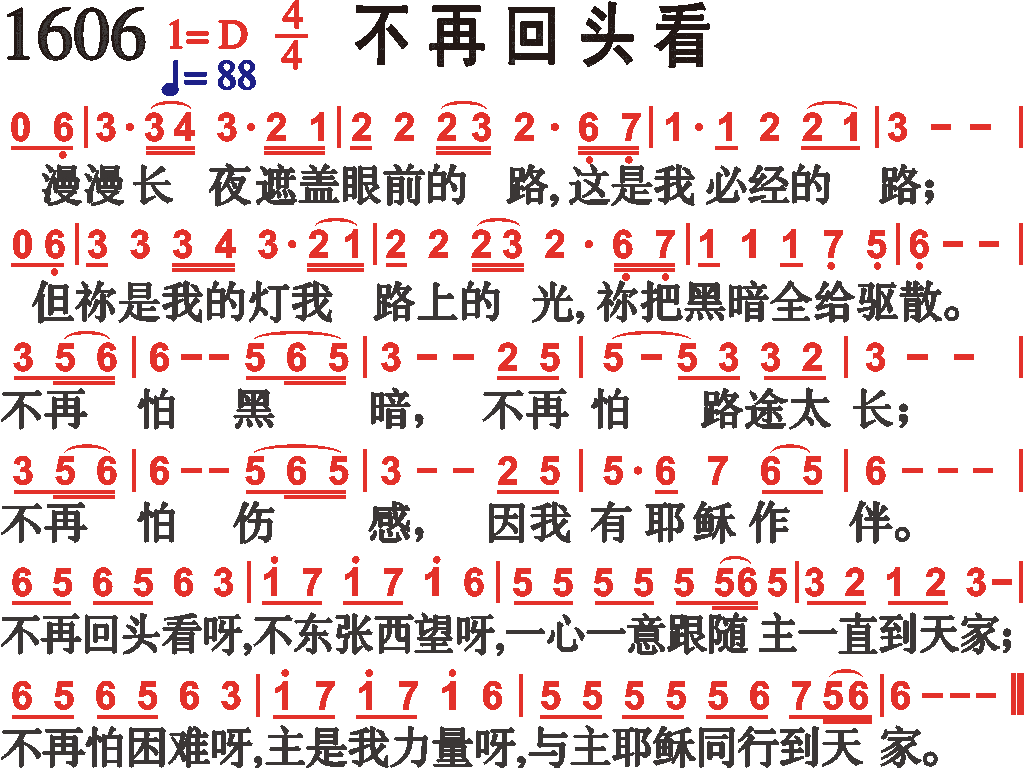 1606 1=D 4/4 不再回头看
♩=88
0 6|3·3 4 3·2 1|2 2 2 3 2·6 7|1·1 2 2 1|3 - - |
漫漫长 夜遮盖眼前的 路,这是我必经的 路;
0 6|3 3 3 4 3·2 1|2 2 2 3 2·6 7|1 1 1 7 5|6 - - |
但祢是我的灯我 路上的 光,祢把黑暗全给驱散。
3 5 6|6 - - 5 6 5|3 - - 2 5|5 - 5 3 3 2|3 - - |
不再 怕 黑 暗, 不再 怕 路途太 长;
3 5 6|6 - - 5 6 5|3 - - 2 5|5·6 7 6 5|6 - - - |
不再 怕 伤 感, 因我 有 耶 稣 作 伴。
6 5 6 5 6 3|1 7 1 7 1 6|5 5 5 5 5 56 5|3 2 1 2 3 - |
不再回头看呀,不东张西望呀,一心一意跟随 主一直到天家;
6 5 6 5 6 3|1 7 1 7 1 6|5 5 5 5 5 6 7 56|6 - - - ‖
不再怕困难呀,主是我力量呀,与主耶稣同行到天 家。